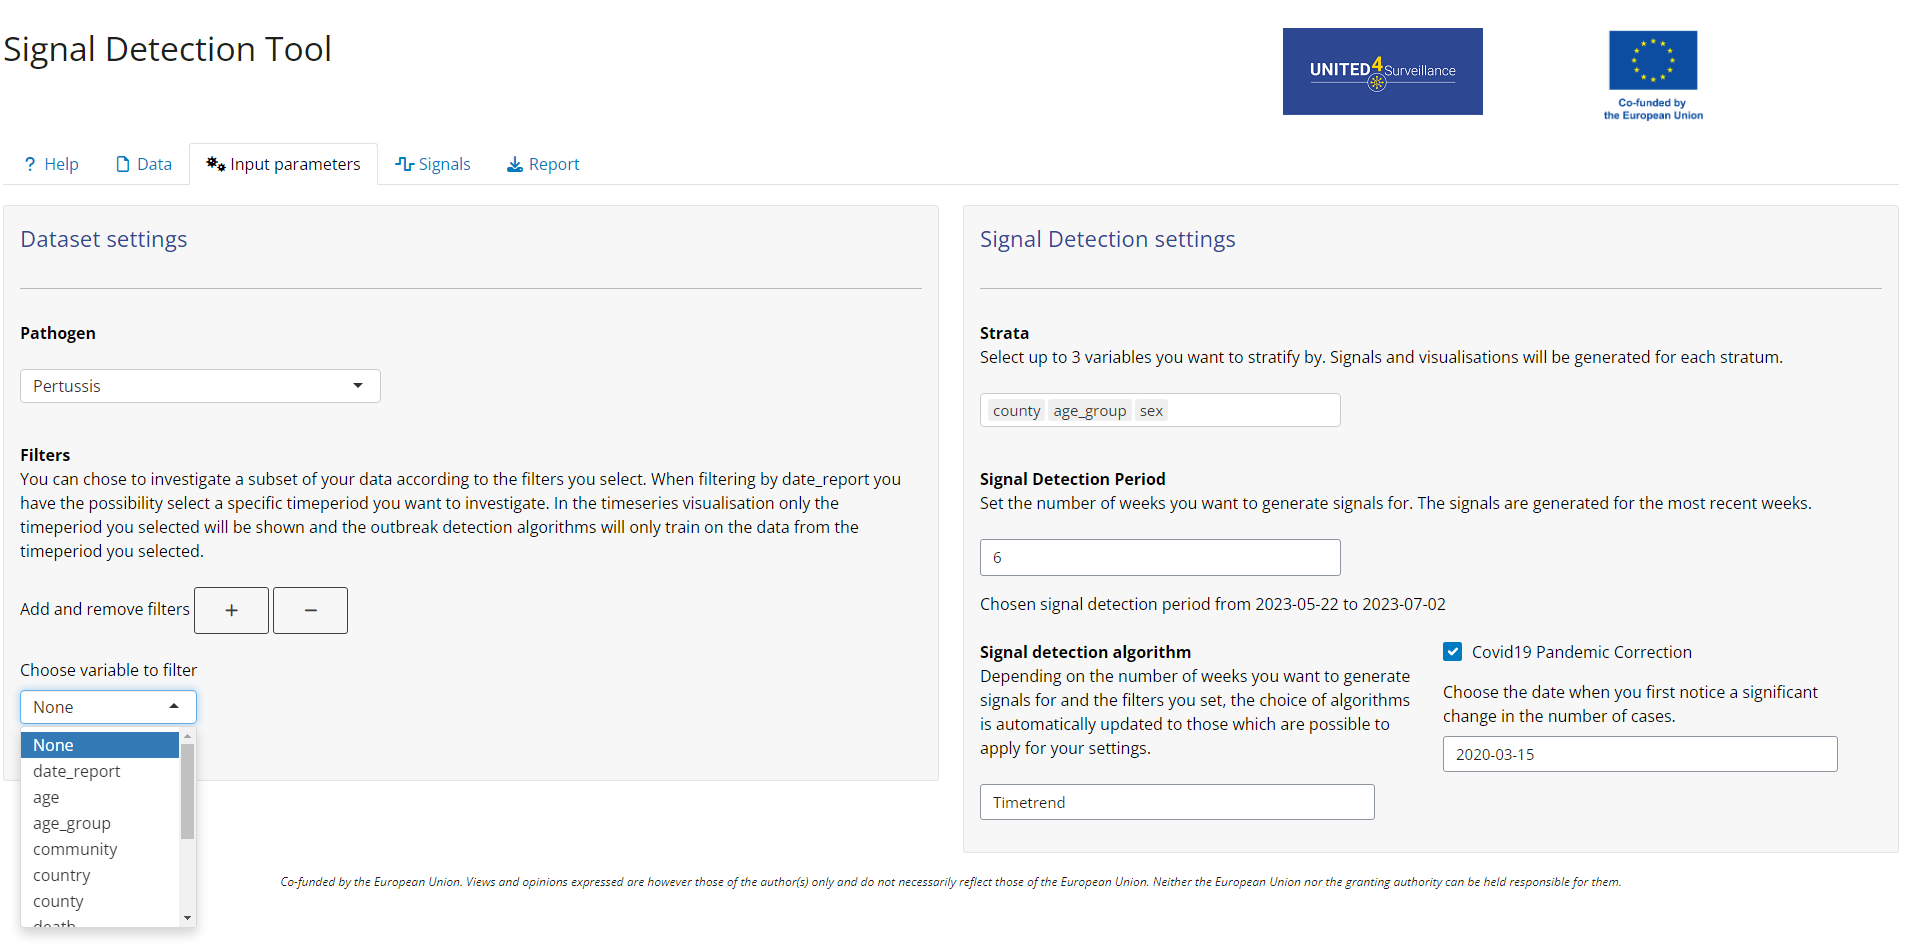 Signal Detection Tool
UNITED4Surveillance
Co-funded by
the European Union
? Help
Data
Input parameters
Signals
Report
Dataset settings
Pathogen
Pertussis
Filters
You can chose to investigate a subset of your data according to the filters you select. When filtering by date_report you
have the possibility select a specific timeperiod you want to investigate. In the timeseries visualisation only the
timeperiod you selected will be shown and the outbreak detection algorithms will only train on the data from the
timeperiod you selected.
Add and remove filters + −
Choose variable to filter
None
None
date_report
age
age_group
community
country
county
death
Signal Detection settings
Strata
Select up to 3 variables you want to stratify by. Signals and visualisations will be generated for each stratum.
county age_group sex
Signal Detection Period
Set the number of weeks you want to generate signals for. The signals are generated for the most recent weeks.
6
Chosen signal detection period from 2023-05-22 to 2023-07-02
Signal detection algorithm
Depending on the number of weeks you want to generate
signals for and the filters you set, the choice of algorithms
is automatically updated to those which are possible to
apply for your settings.
Timetrend
Covid19 Pandemic Correction
Choose the date when you first notice a significant
change in the number of cases.
2020-03-15
Co-funded by the European Union. Views and opinions expressed are however those of the author(s) only and do not necessarily reflect those of the European Union. Neither the European Union nor the granting authority can be held responsible for them.